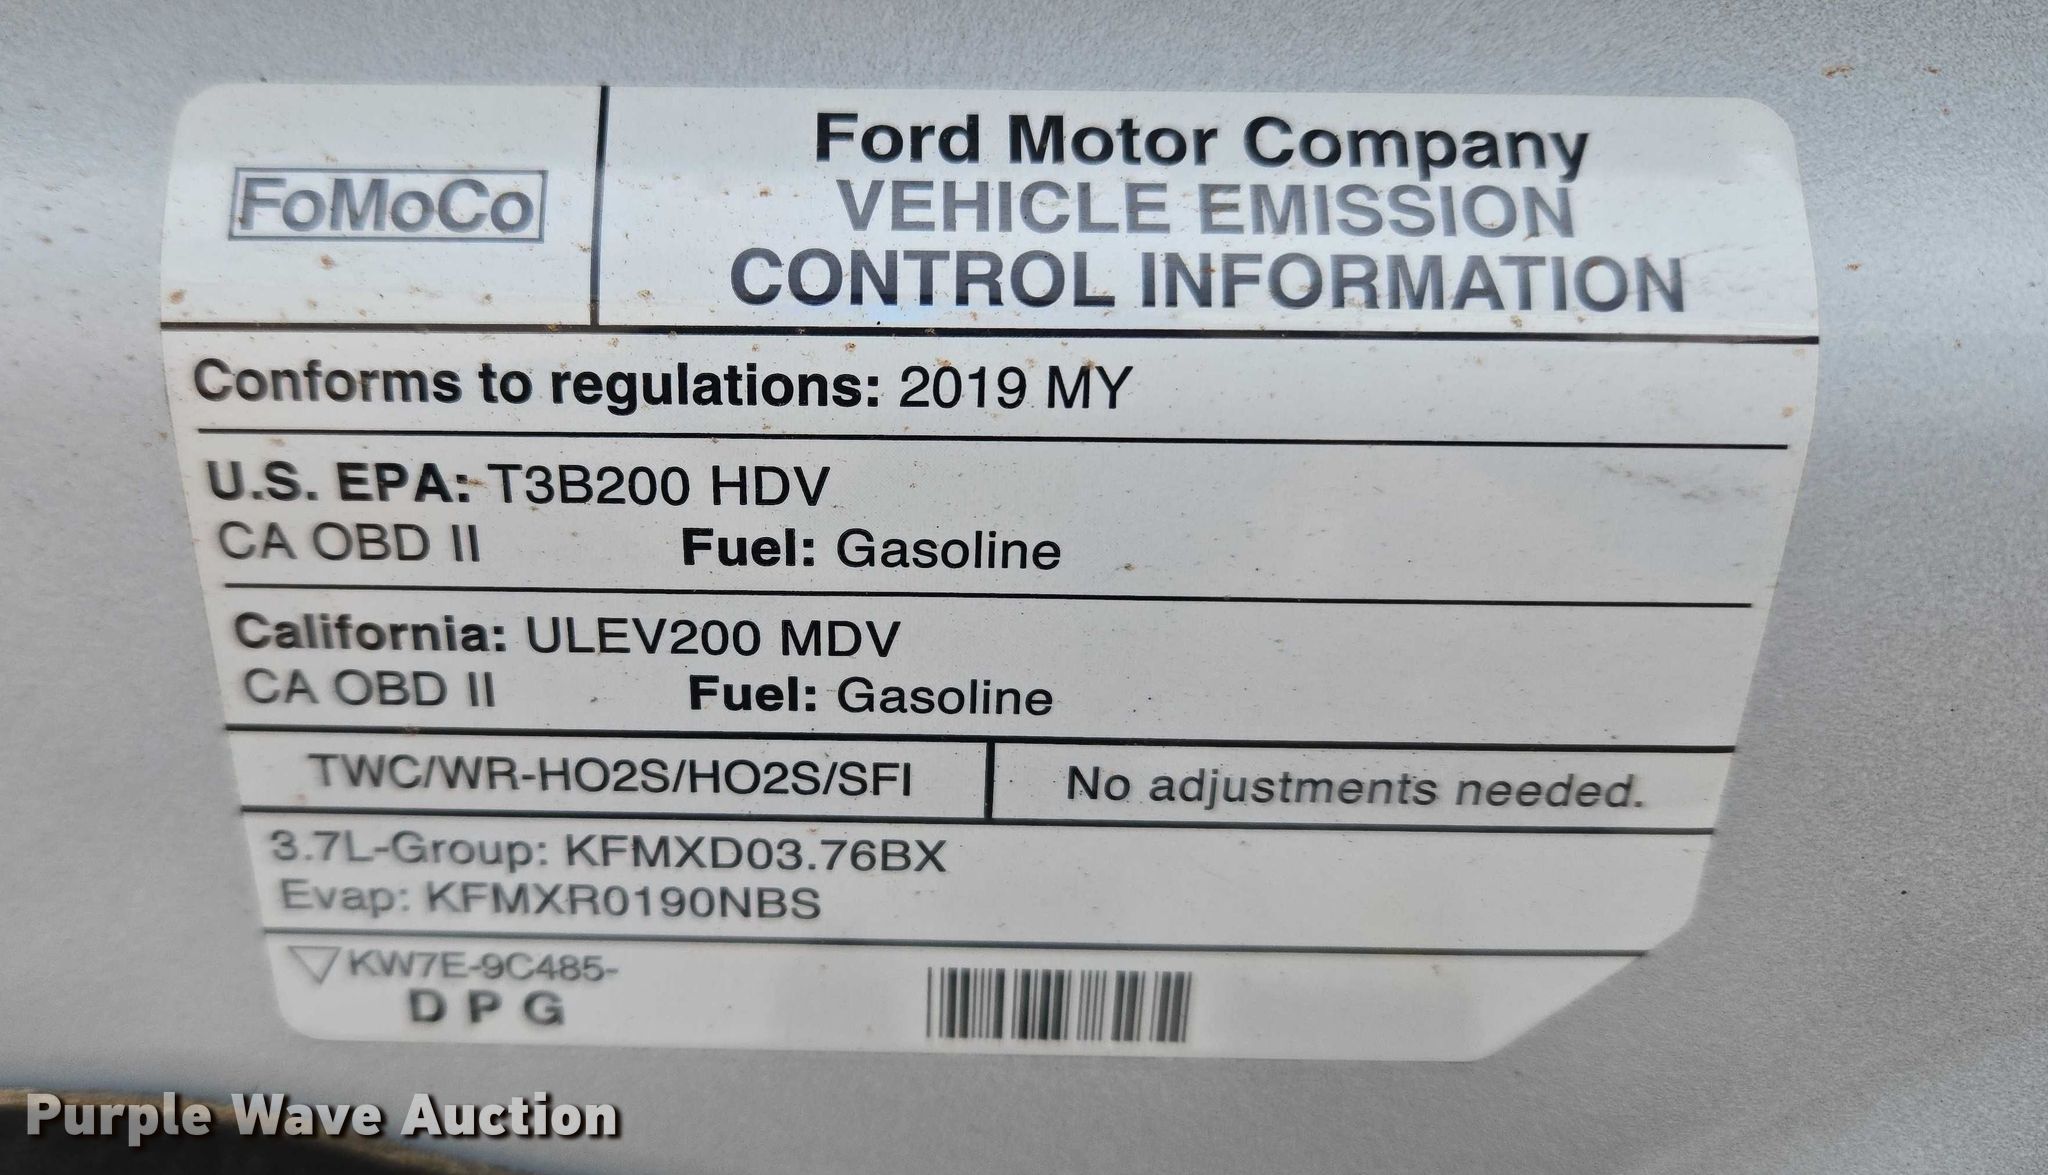 FoMoCo
Ford Motor Company
VEHICLE EMISSION
CONTROL INFORMATION
Conforms to regulations: 2019 MY
U.S. EPA: T3B200 HDV
CA OBD II Fuel: Gasoline
California: ULEV200 MDV
CA OBD II Fuel: Gasoline
TWC/WR-HO2S/HO2S/SFI
No adjustments needed.
3.7L-Group: KFMXD03.76BX
Evap: KFMXR0190NBS
KW7E-9C485-
D P G
Purple Wave Auction